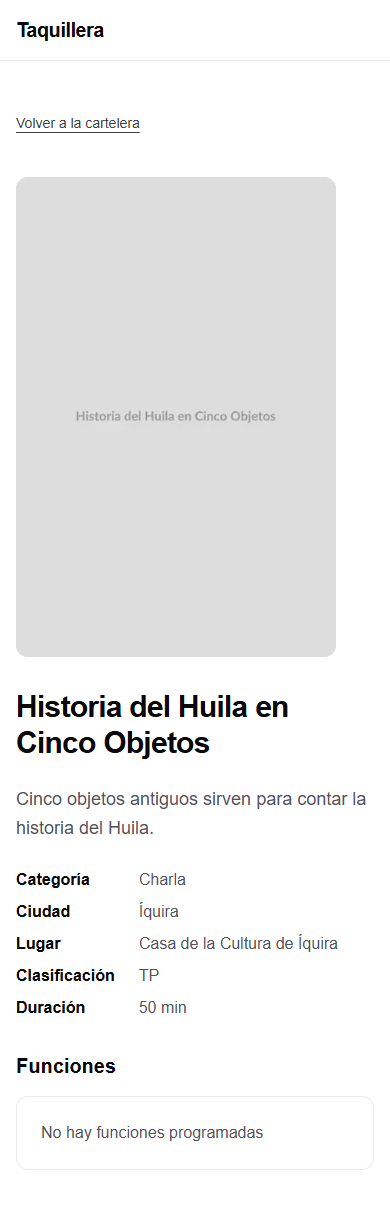 Taquillera
Volver a la cartelera
Historia del Huila en Cinco Objetos
Historia del Huila en
Cinco Objetos
Cinco objetos antiguos sirven para contar la
historia del Huila.
Categoría Charla
Ciudad Íquira
Lugar Casa de la Cultura de Íquira
Clasificación TP
Duración 50 min
Funciones
No hay funciones programadas